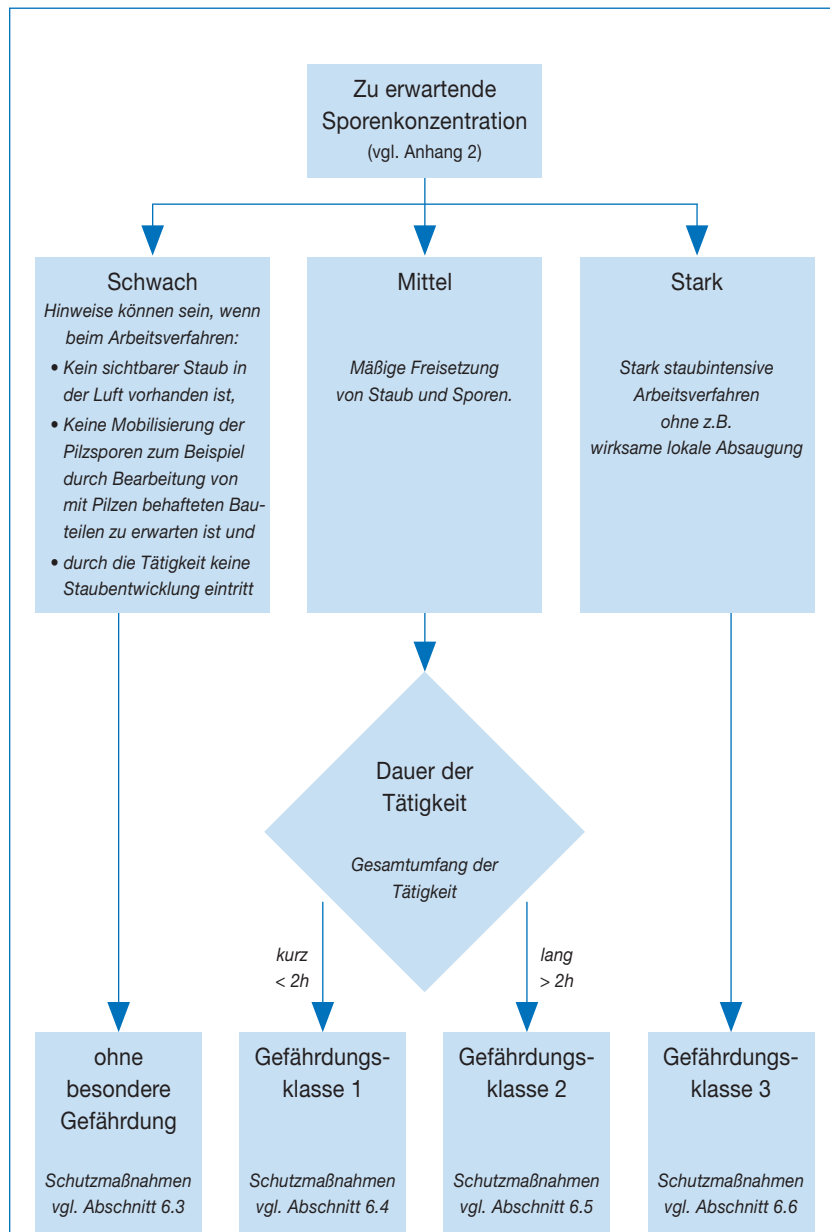 Zu erwartende
Sporenkonzentration
(vgl. Anhang 2)
Schwach
Hinweise können sein, wenn
beim Arbeitsverfahren:
• Kein sichtbarer Staub in
der Luft vorhanden ist,
• Keine Mobilisierung der
Pilzsporen zum Beispiel
durch Bearbeitung von
mit Pilzen behafteten Bau-
teilen zu erwarten ist und
• durch die Tätigkeit keine
Staubentwicklung eintritt
Mittel
Mäßige Freisetzung
von Staub und Sporen.
Stark
Stark staubintensive
Arbeitsverfahren
ohne z.B.
wirksame lokale Absaugung
Dauer der
Tätigkeit
Gesamtumfang der
Tätigkeit
kurz
< 2h
lang
> 2h
ohne
besondere
Gefährdung
Schutzmaßnahmen
vgl. Abschnitt 6.3
Gefährdungs-
klasse 1
Schutzmaßnahmen
vgl. Abschnitt 6.4
Gefährdungs-
klasse 2
Schutzmaßnahmen
vgl. Abschnitt 6.5
Gefährdungs-
klasse 3
Schutzmaßnahmen
vgl. Abschnitt 6.6